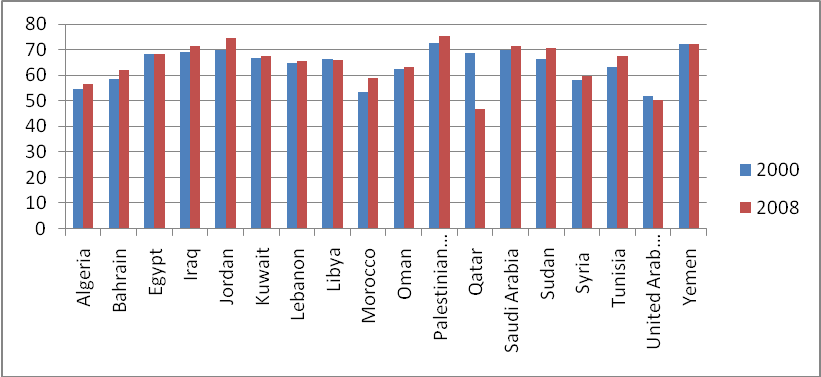 80
70
60
50
40
30
20
10
0
Algeria
Bahrain
Egypt
Iraq
Jordan
Kuwait
Lebanon
Libya
Morocco
Oman
Palestinian...
Qatar
Saudi Arabia
Sudan
Syria
Tunisia
United Arab...
Yemen
2000
2008